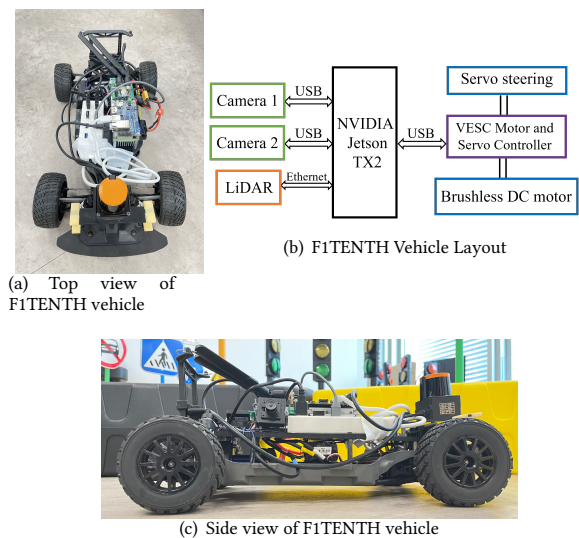 Camera 1
USB
Camera 2
USB
LiDAR
Ethernet
NVIDIA
Jetson
TX2
USB
Servo steering
VESC Motor and
Servo Controller
Brushless DC motor
(b) F1TENTH Vehicle Layout
(a) Top view of
F1TENTH vehicle
(c) Side view of F1TENTH vehicle